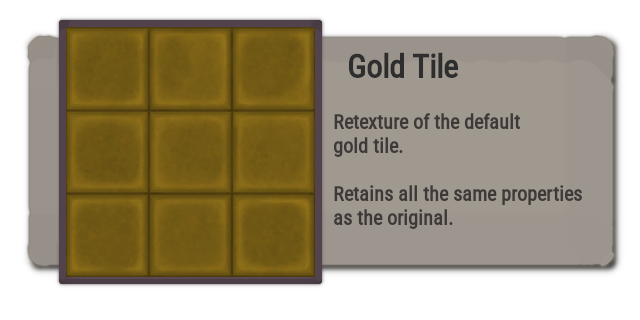 Gold Tile
Retexture of the default
gold tile.
Retains all the same properties
as the original.